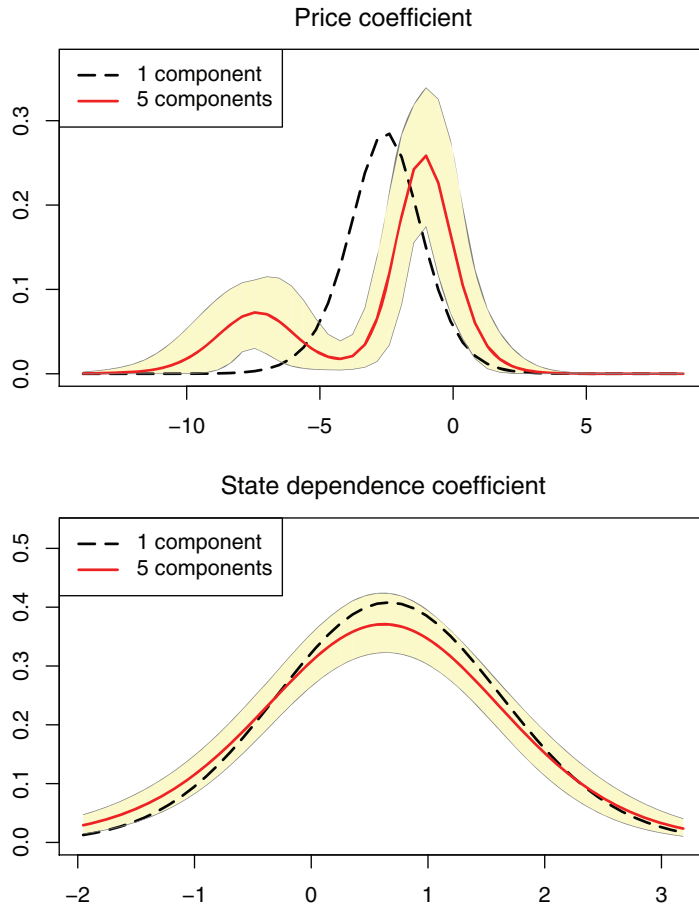 Price coefficient
1 component
5 components
0.3
0.2
0.1
0.0
−10 −5 0 5
State dependence coefficient
1 component
5 components
0.5
0.4
0.3
0.2
0.1
0.0
−2 −1 0 1 2 3